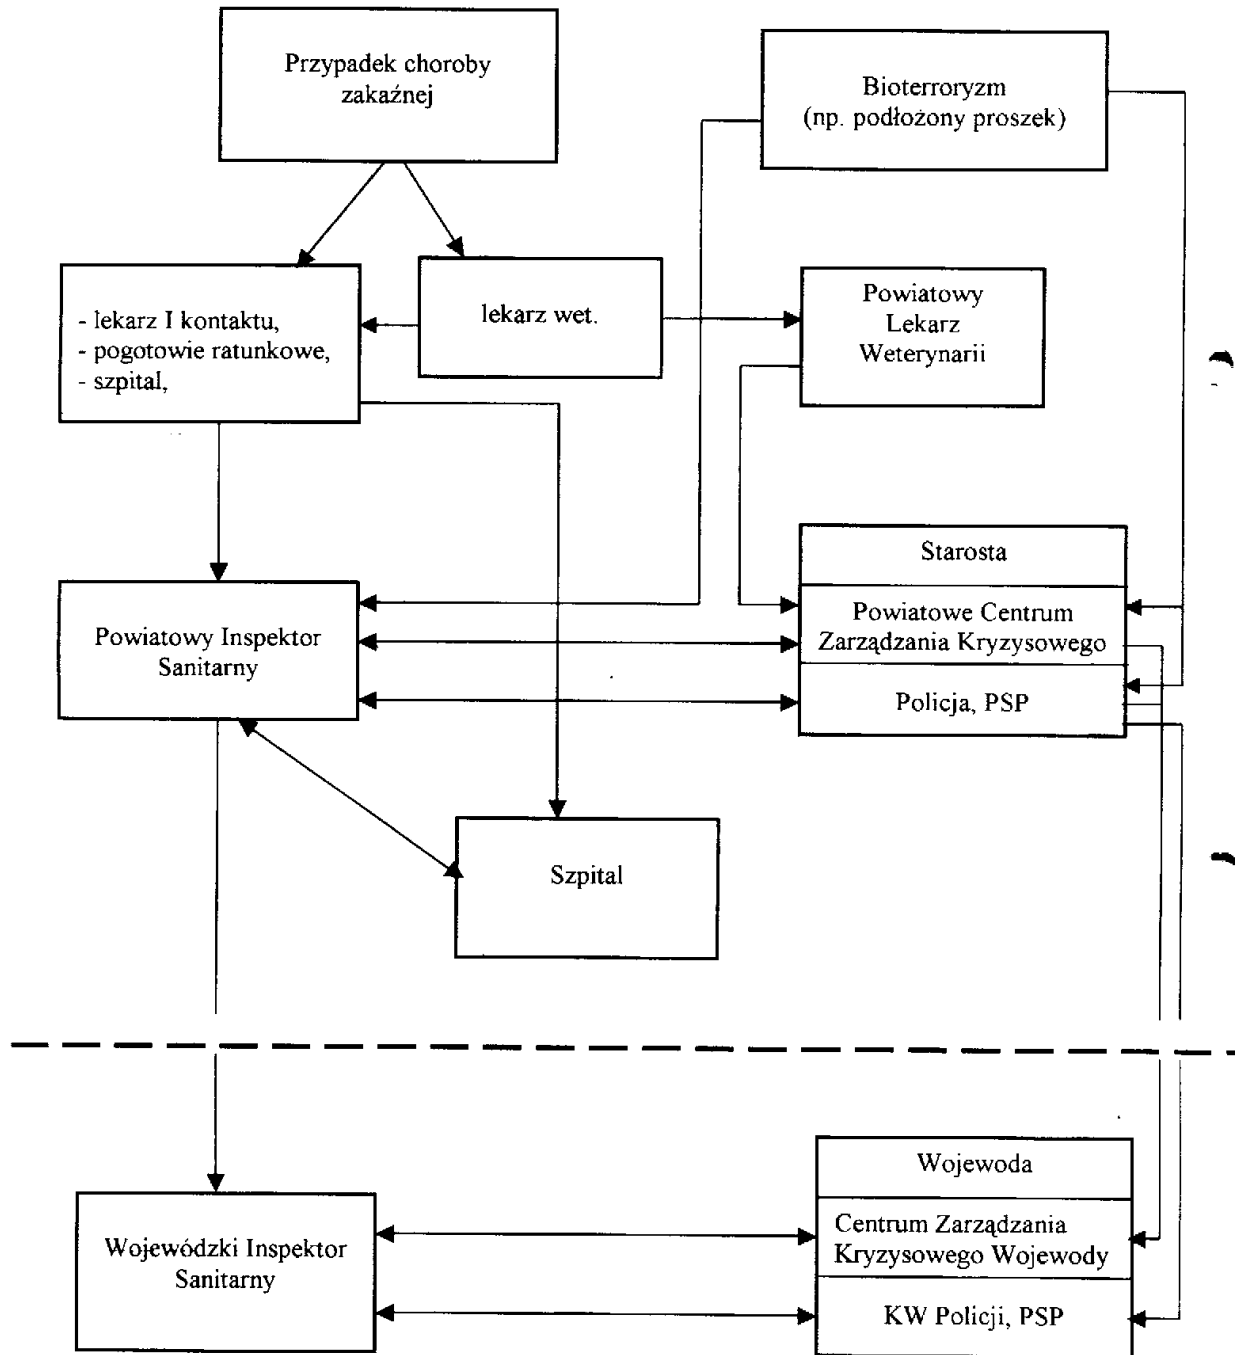 Przypadek choroby
zakaźnej
Bioterroryzm
(np. podłożony proszek)
- lekarz I kontaktu,
- pogotowie ratunkowe,
- szpital,
lekarz wet.
Powiatowy
Lekarz
Weterynarii
Starosta
Powiatowe Centrum
Zarządzania Kryzysowego
Policja, PSP
Powiatowy Inspektor
Sanitarny
Szpital
Wojewoda
Centrum Zarządzania
Kryzysowego Wojewody
KW Policji, PSP
Wojewódzki Inspektor
Sanitarny